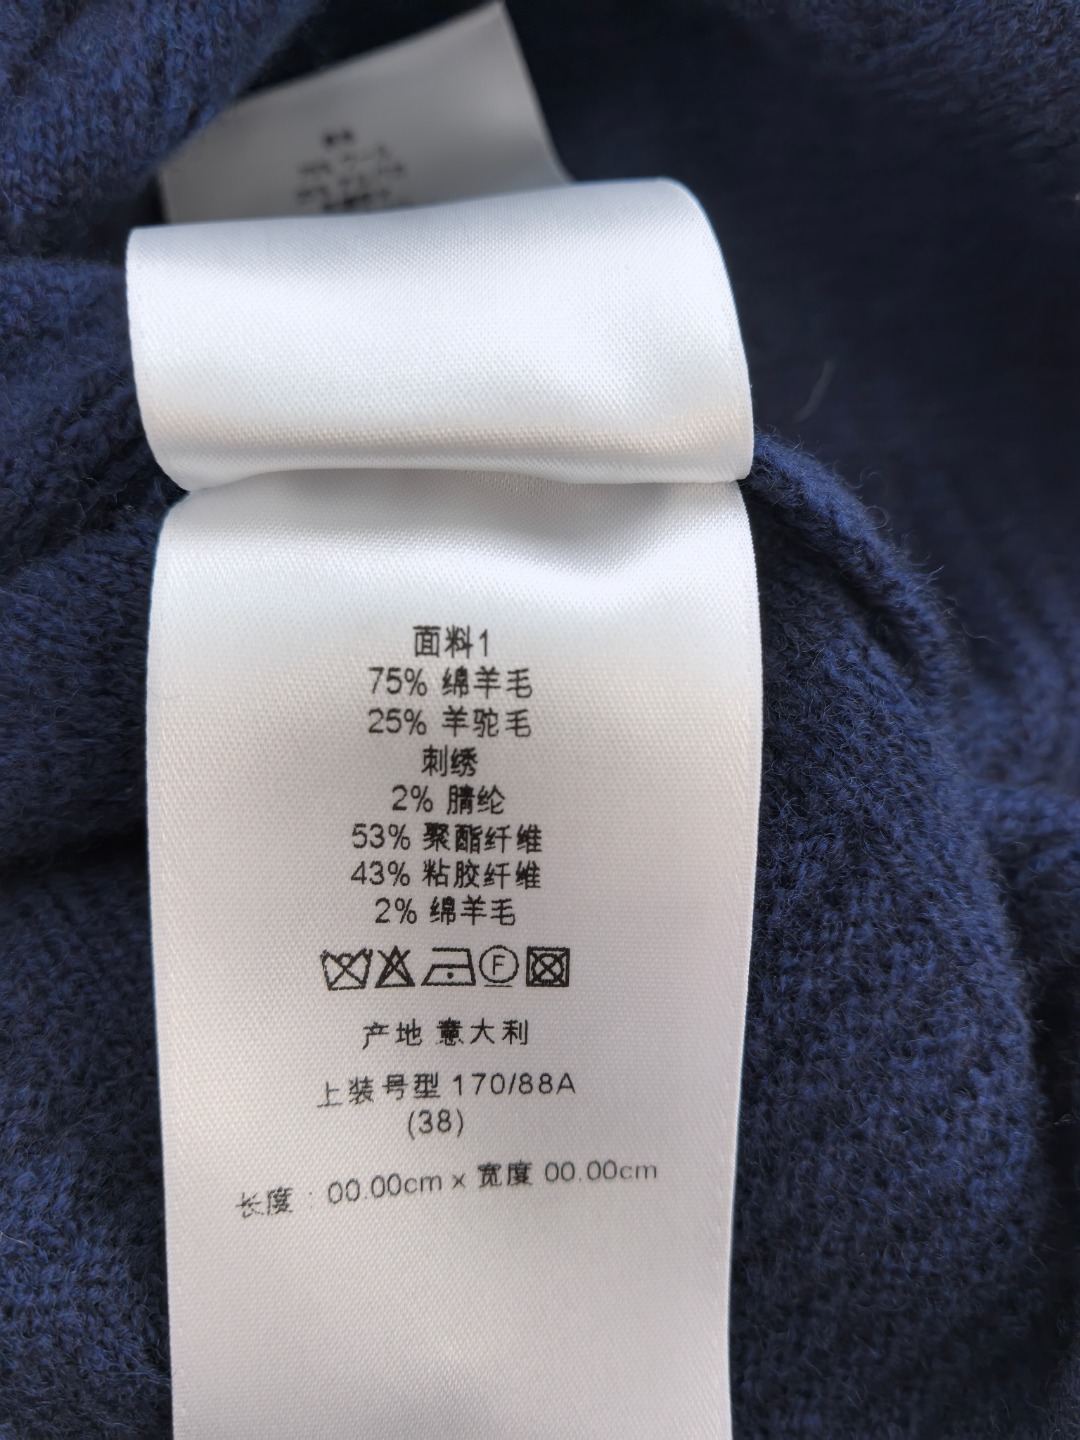 面料1
75% 绵羊毛
25% 羊驼毛
刺绣
2% 腈纶
53% 聚酯纤维
43% 粘胶纤维
2% 绵羊毛
F
产地 意大利
上装号型 170/88A
(38)
长度 : 00.00cm x 宽度 00.00cm